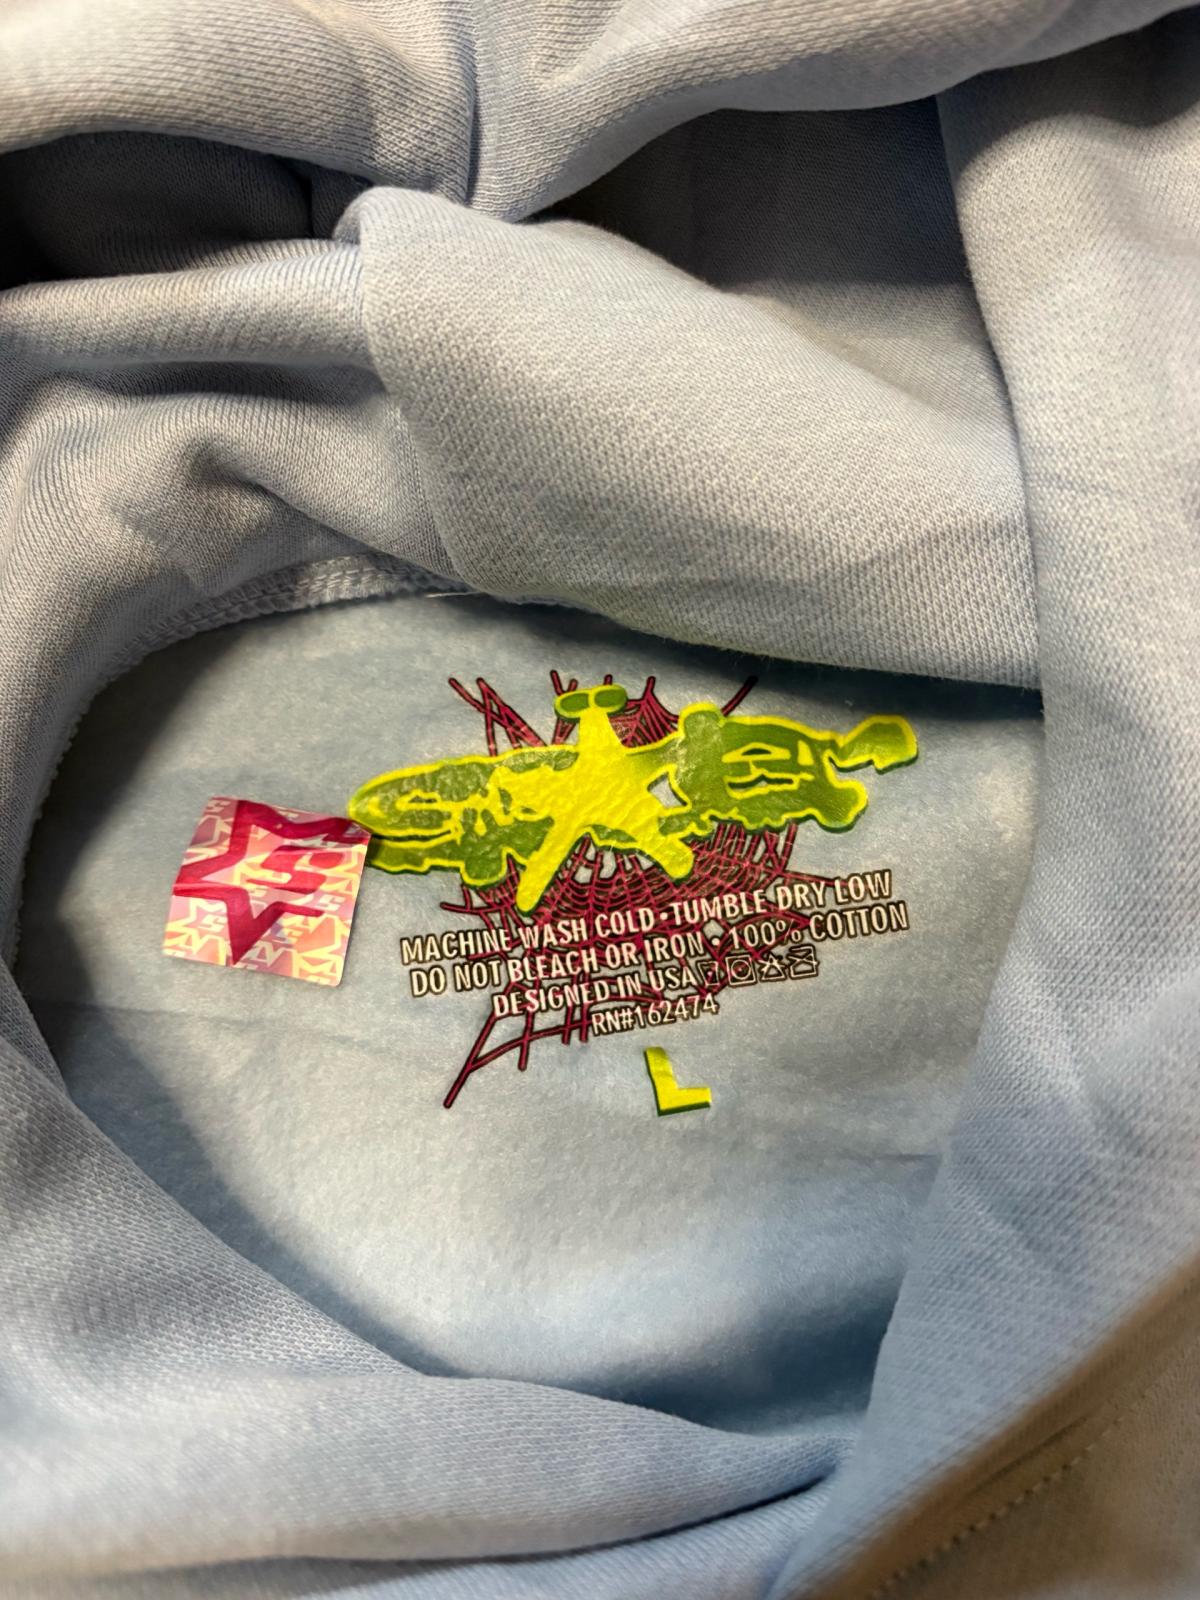 MACHINE WASH COLD • TUMBLE DRY LOW
DO NOT BLEACH OR IRON • 100% COTTON
DESIGNED IN USA
RN#162474
L